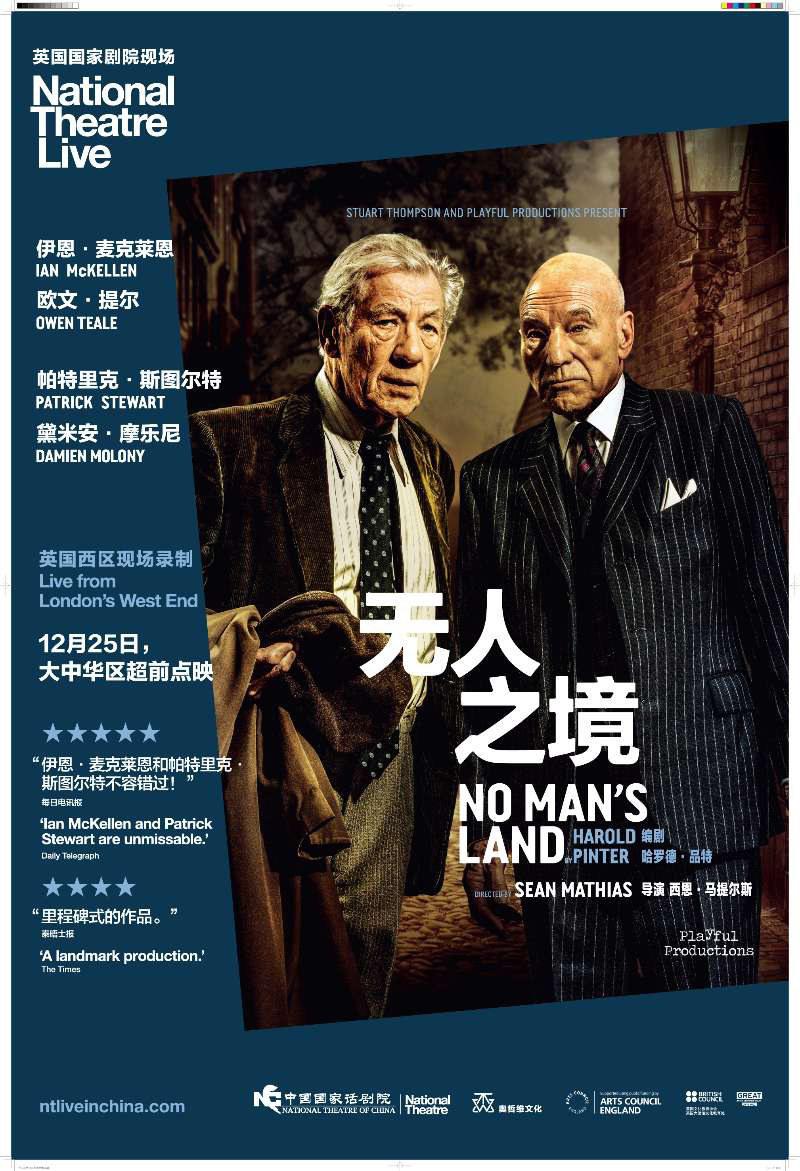 英国国家剧院现场
National
Theatre
Live
STUART THOMPSON AND PLAYFUL PRODUCTIONS PRESENT
伊恩·麦克莱恩
IAN McKELLEN
欧文·提尔
OWEN TEALE
帕特里克·斯图尔特
PATRICK STEWART
黛米安·摩乐尼
DAMIEN MOLONY
英国西区现场录制
Live from
London's West End
12月25日，
大中华区超前点映
★★★★★
“伊恩·麦克莱恩和帕特里克·
斯图尔特不容错过！”
每日电讯报
‘Ian McKellen and Patrick
Stewart are unmissable.’
Daily Telegraph
★★★★
“里程碑式的作品。”
泰晤士报
‘A landmark production.’
The Times
无人
之境
NO MAN'S
LAND
BY HAROLD PINTER
编剧
哈罗德·品特
DIRECTED BY SEAN MATHIAS 导演 西恩·马提尔斯
Playful
Productions
ntliveinchina.com
中国国家话剧院
NATIONAL THEATRE OF CHINA
National
Theatre
奥哲维文化
ARTS COUNCIL
ENGLAND
BRITISH
COUNCIL
GREAT